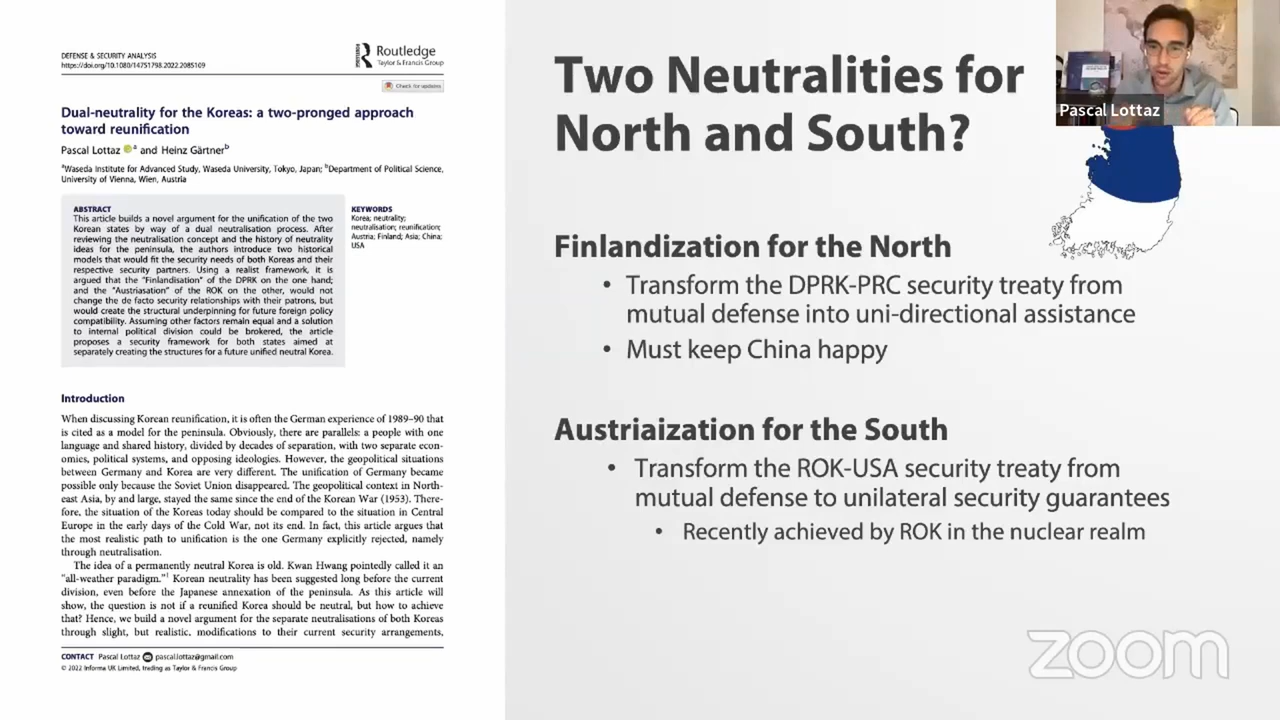 DEFENSE & SECURITY ANALYSIS
https://doi.org/10.1080/14751798.2022.2085109
Routledge
Taylor & Francis Group
Check for updates
Dual-neutrality for the Koreas: a two-pronged approach
toward reunification
Pascal Lottaz a and Heinz Gärtnerb
aWaseda Institute for Advanced Study, Waseda University, Tokyo, Japan; bDepartment of Political Science,
University of Vienna, Wien, Austria
ABSTRACT
This article builds a novel argument for the unification of the two
Korean states by way of a dual neutralisation process. After
reviewing the neutralisation concept and the history of neutrality
ideas for the peninsula, the authors introduce two historical
models that would fit the security needs of both Koreas and their
respective security partners. Using a realist framework, it is
argued that the "Finlandisation" of the DPRK on the one hand;
and the "Austriasation" of the ROK on the other, would not
change the de facto security relationships with their patrons, but
would create the structural underpinning for future foreign policy
compatibility. Assuming other factors remain equal and a solution
to internal political division could be brokered, the article
proposes a security framework for both states aimed at
separately creating the structures for a future unified neutral Korea.
KEYWORDS
Korea; neutrality;
neutralisation; reunification;
Austria; Finland; Asia; China;
USA
Introduction
When discussing Korean reunification, it is often the German experience of 1989–90 that
is cited as a model for the peninsula. Obviously, there are parallels: a people with one
language and shared history, divided by decades of separation, with two separate econ-
omies, political systems, and opposing ideologies. However, the geopolitical situations
between Germany and Korea are very different. The unification of Germany became
possible only because the Soviet Union disappeared. The geopolitical context in North-
east Asia, by and large, stayed the same since the end of the Korean War (1953). There-
fore, the situation of the Koreas today should be compared to the situation in Central
Europe in the early days of the Cold War, not its end. In fact, this article argues that
the most realistic path to unification is the one Germany explicitly rejected, namely
through neutralisation.
The idea of a permanently neutral Korea is old. Kwan Hwang pointedly called it an
"all-weather paradigm."1 Korean neutrality has been suggested long before the current
division, even before the Japanese annexation of the peninsula. As this article will
show, the question is not if a reunified Korea should be neutral, but how to achieve
that? Hence, we build a novel argument for the separate neutralisations of both Koreas
through slight, but realistic, modifications to their current security arrangements,
CONTACT Pascal Lottaz pascal.lottaz@gmail.com
© 2022 Informa UK Limited, trading as Taylor & Francis Group
Two Neutralities for
North and South?
Pascal Lottaz
Finlandization for the North
• Transform the DPRK-PRC security treaty from
mutual defense into uni-directional assistance
• Must keep China happy
Austriaization for the South
• Transform the ROK-USA security treaty from
mutual defense to unilateral security guarantees
• Recently achieved by ROK in the nuclear realm
zoom